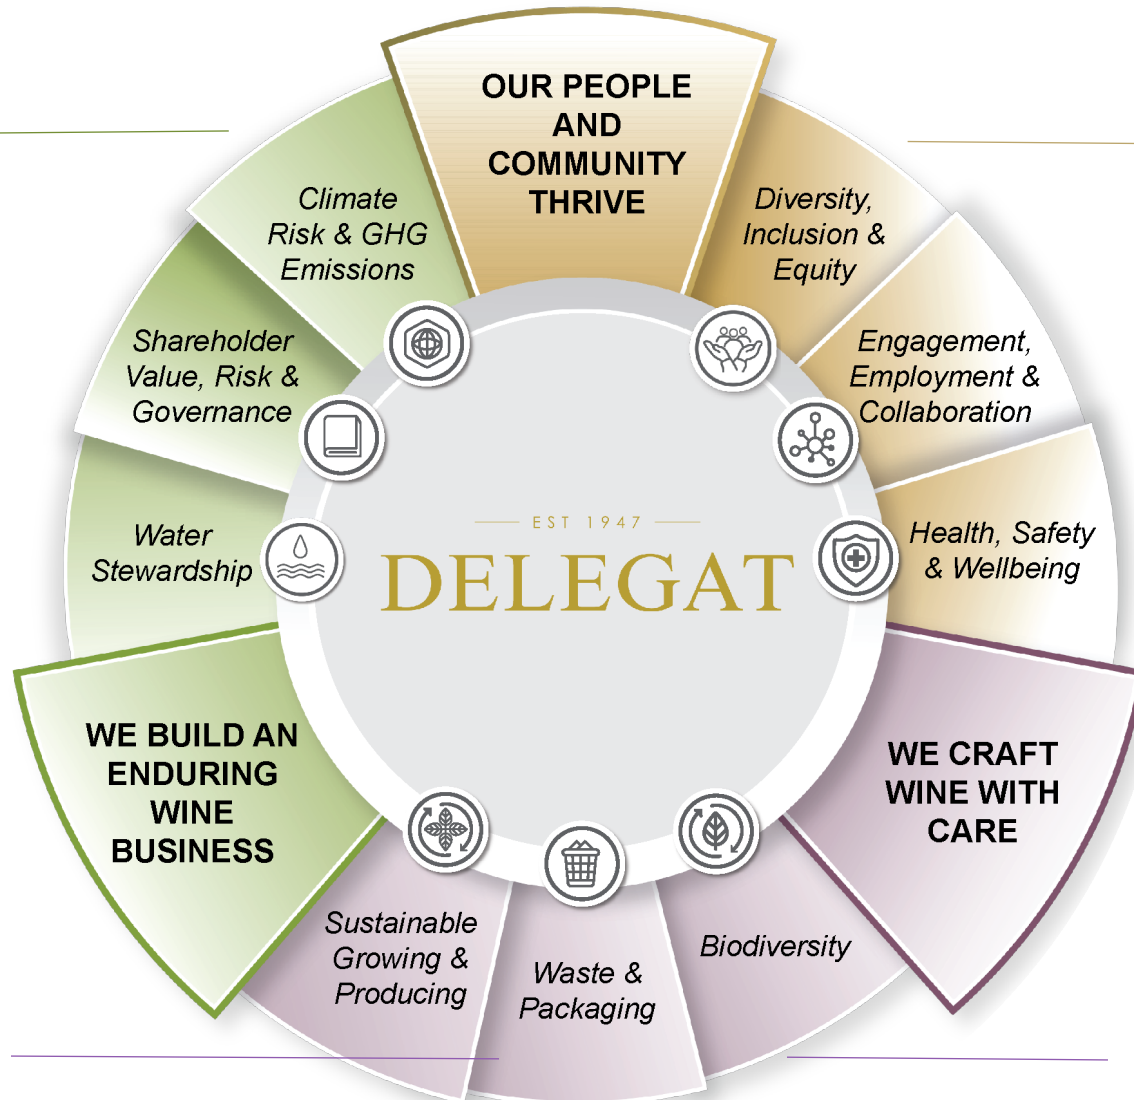 OUR PEOPLE
AND
COMMUNITY
THRIVE
Diversity,
Inclusion &
Equity
Engagement,
Employment &
Collaboration
Health, Safety
& Wellbeing
WE CRAFT
WINE WITH
CARE
Biodiversity
Waste &
Packaging
Sustainable
Growing &
Producing
WE BUILD AN
ENDURING
WINE
BUSINESS
Water
Stewardship
Shareholder
Value, Risk &
Governance
Climate
Risk & GHG
Emissions
EST 1947
DELEGAT